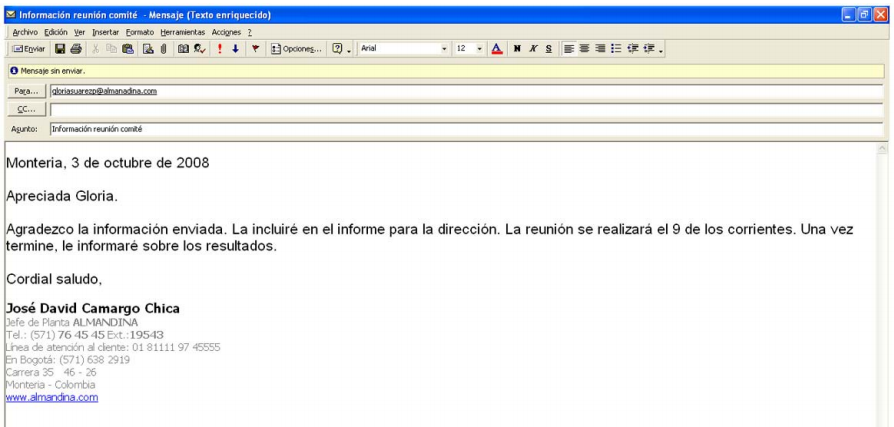 Información reunión comité - Mensaje (Texto enriquecido)
Archivo Edición Ver Insertar Formato Herramientas Acciones ?
Enviar Opciones... Arial 12 A N K S
Mensaje sin enviar.
Para... gloriasuarezp@almanadina.com
CC...
Asunto: Información reunión comité
Monteria, 3 de octubre de 2008
Apreciada Gloria.
Agradezco la información enviada. La incluiré en el informe para la dirección. La reunión se realizará el 9 de los corrientes. Una vez
termine, le informaré sobre los resultados.
Cordial saludo,
José David Camargo Chica
Jefe de Planta ALMANDINA
Tel.: (571) 76 45 45 Ext.:19543
Línea de atención al cliente: 01 81111 97 45555
En Bogotá: (571) 638 2919
Carrera 35 46 - 26
Monteria - Colombia
www.almandina.com